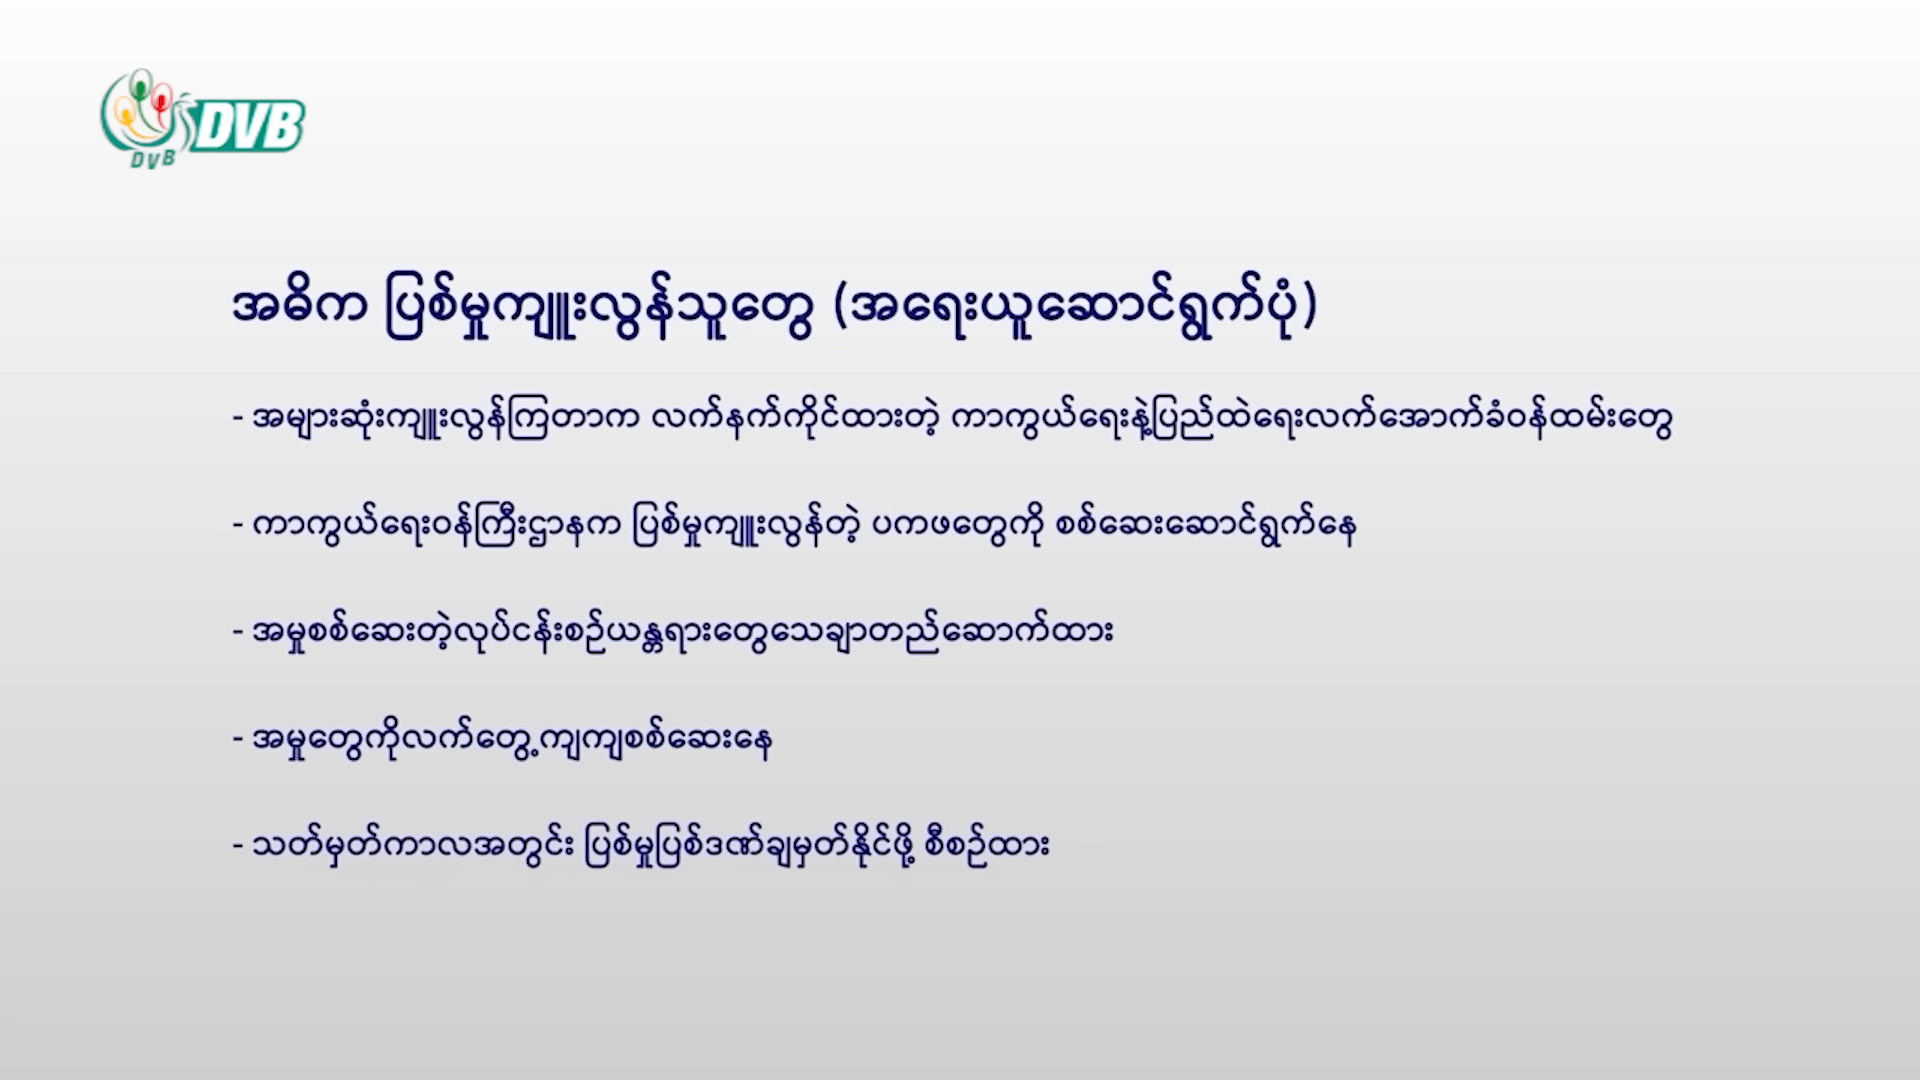 DVB
DVB
အဓိက ပြစ်မှုကျူးလွန်သူတွေ (အရေးယူဆောင်ရွက်ပုံ)
- အများဆုံးကျူးလွန်ကြတာက လက်နက်ကိုင်ထားတဲ့ ကာကွယ်ရေးနဲ့ပြည်ထဲရေးလက်အောက်ခံဝန်ထမ်းတွေ
- ကာကွယ်ရေးဝန်ကြီးဌာနက ပြစ်မှုကျူးလွန်တဲ့ ပကဖတွေကို စစ်ဆေးဆောင်ရွက်နေ
- အမှုစစ်ဆေးတဲ့လုပ်ငန်းစဉ်ယန္တရားတွေသေချာတည်ဆောက်ထား
- အမှုတွေကိုလက်တွေ့ကျကျစစ်ဆေးနေ
- သတ်မှတ်ကာလအတွင်း ပြစ်မှုပြစ်ဒဏ်ချမှတ်နိုင်ဖို့ စီစဉ်ထား